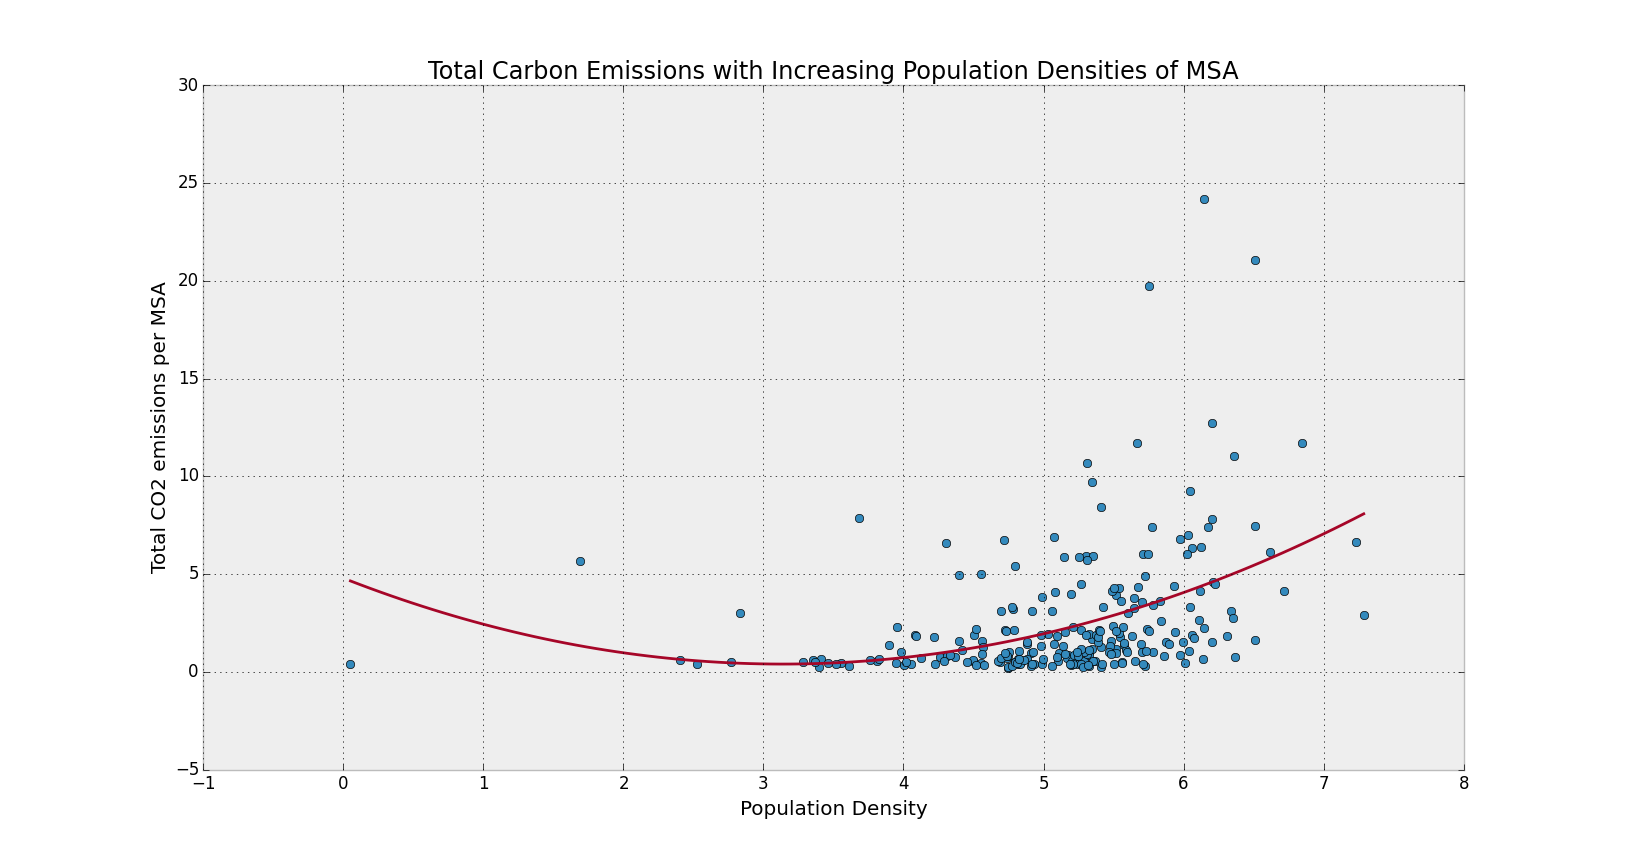 Total Carbon Emissions with Increasing Population Densities of MSA
30
25
20
15
10
5
0
−5
Total CO2 emissions per MSA
−1 0 1 2 3 4 5 6 7 8
Population Density